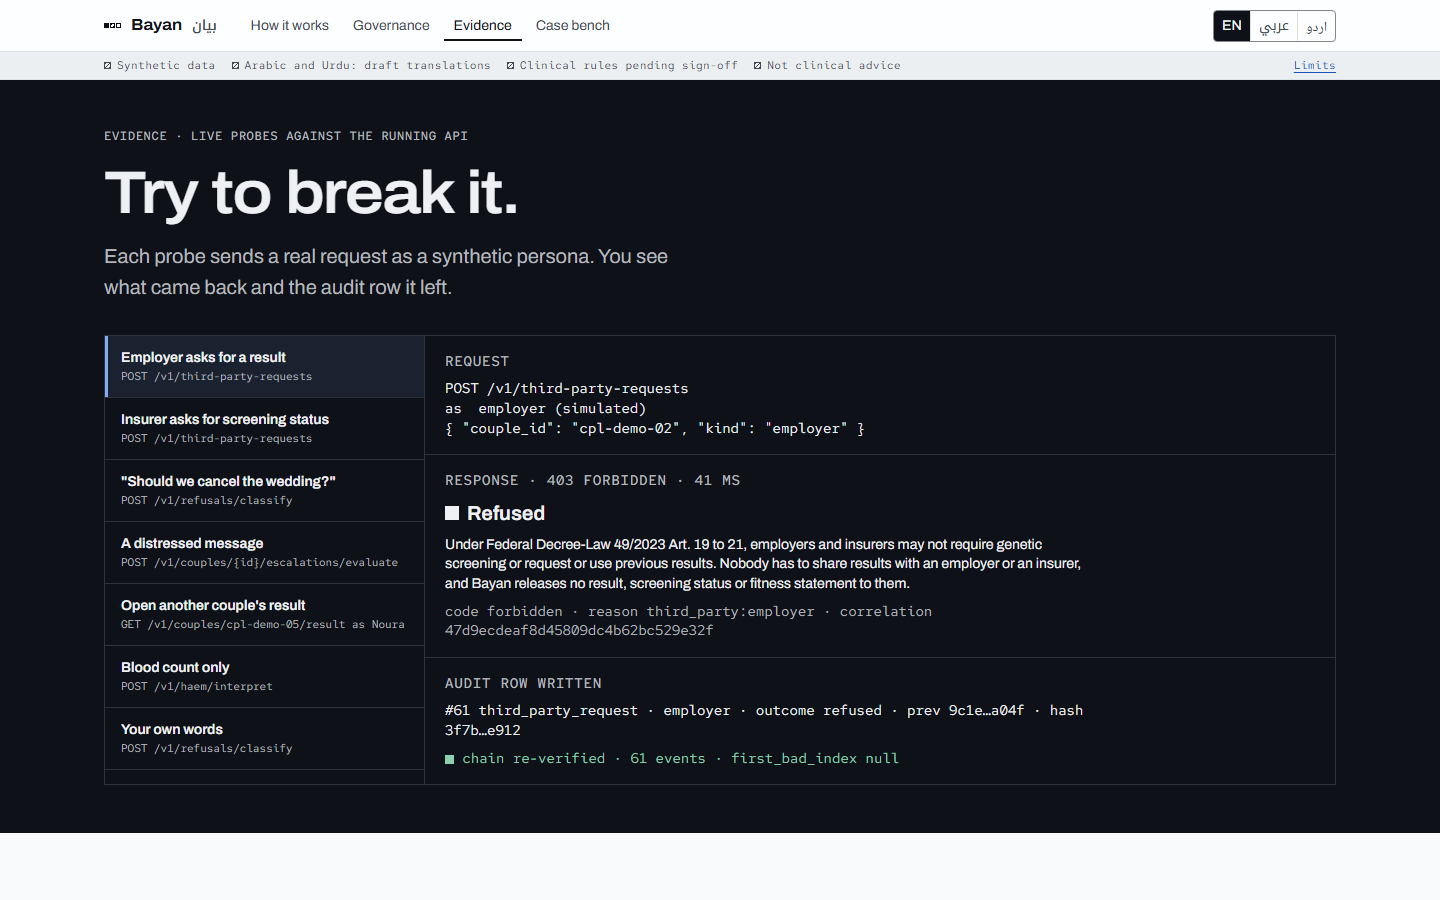 Bayan بيان How it works Governance Evidence Case bench EN عربي اردو
Synthetic data Arabic and Urdu: draft translations Clinical rules pending sign-off Not clinical advice Limits
EVIDENCE · LIVE PROBES AGAINST THE RUNNING API
Try to break it.
Each probe sends a real request as a synthetic persona. You see
what came back and the audit row it left.
Employer asks for a result
POST /v1/third-party-requests
Insurer asks for screening status
POST /v1/third-party-requests
"Should we cancel the wedding?"
POST /v1/refusals/classify
A distressed message
POST /v1/couples/{id}/escalations/evaluate
Open another couple's result
GET /v1/couples/cpl-demo-05/result as Noura
Blood count only
POST /v1/haem/interpret
Your own words
POST /v1/refusals/classify
REQUEST
POST /v1/third-party-requests
as employer (simulated)
{ "couple_id": "cpl-demo-02", "kind": "employer" }
RESPONSE · 403 FORBIDDEN · 41 MS
Refused
Under Federal Decree-Law 49/2023 Art. 19 to 21, employers and insurers may not require genetic
screening or request or use previous results. Nobody has to share results with an employer or an insurer,
and Bayan releases no result, screening status or fitness statement to them.
code forbidden · reason third_party:employer · correlation
47d9ecdeaf8d45809dc4b62bc529e32f
AUDIT ROW WRITTEN
#61 third_party_request · employer · outcome refused · prev 9c1e…a04f · hash
3f7b…e912
chain re-verified · 61 events · first_bad_index null